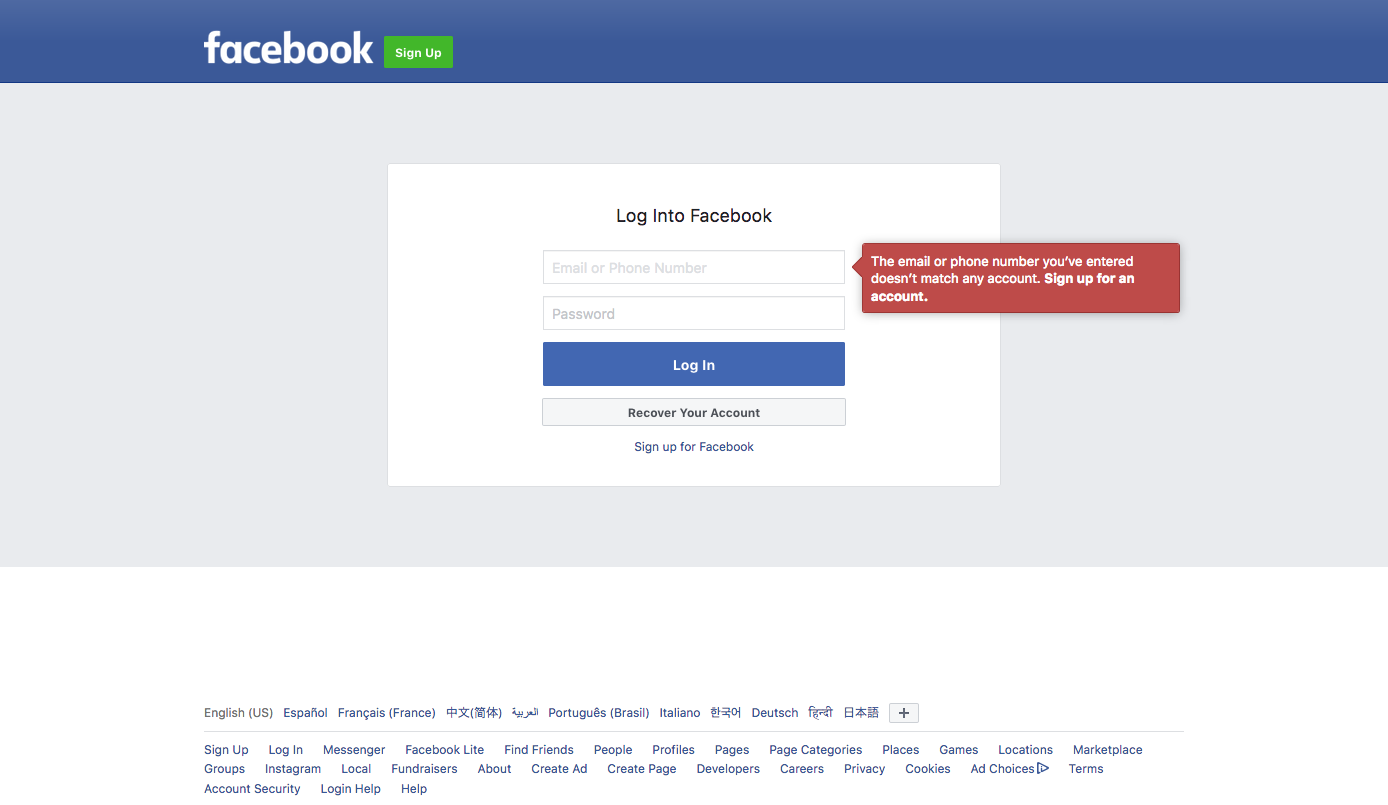 facebook Sign Up
Log Into Facebook
Email or Phone Number
The email or phone number you’ve entered
doesn’t match any account. Sign up for an
account.
Password
Log In
Recover Your Account
Sign up for Facebook
English (US) Español Français (France) 中文(简体) العربية Português (Brasil) Italiano 한국어 Deutsch हिन्दी 日本語
Sign Up Log In Messenger Facebook Lite Find Friends People Profiles Pages Page Categories Places Games Locations Marketplace
Groups Instagram Local Fundraisers About Create Ad Create Page Developers Careers Privacy Cookies Ad Choices Terms
Account Security Login Help Help